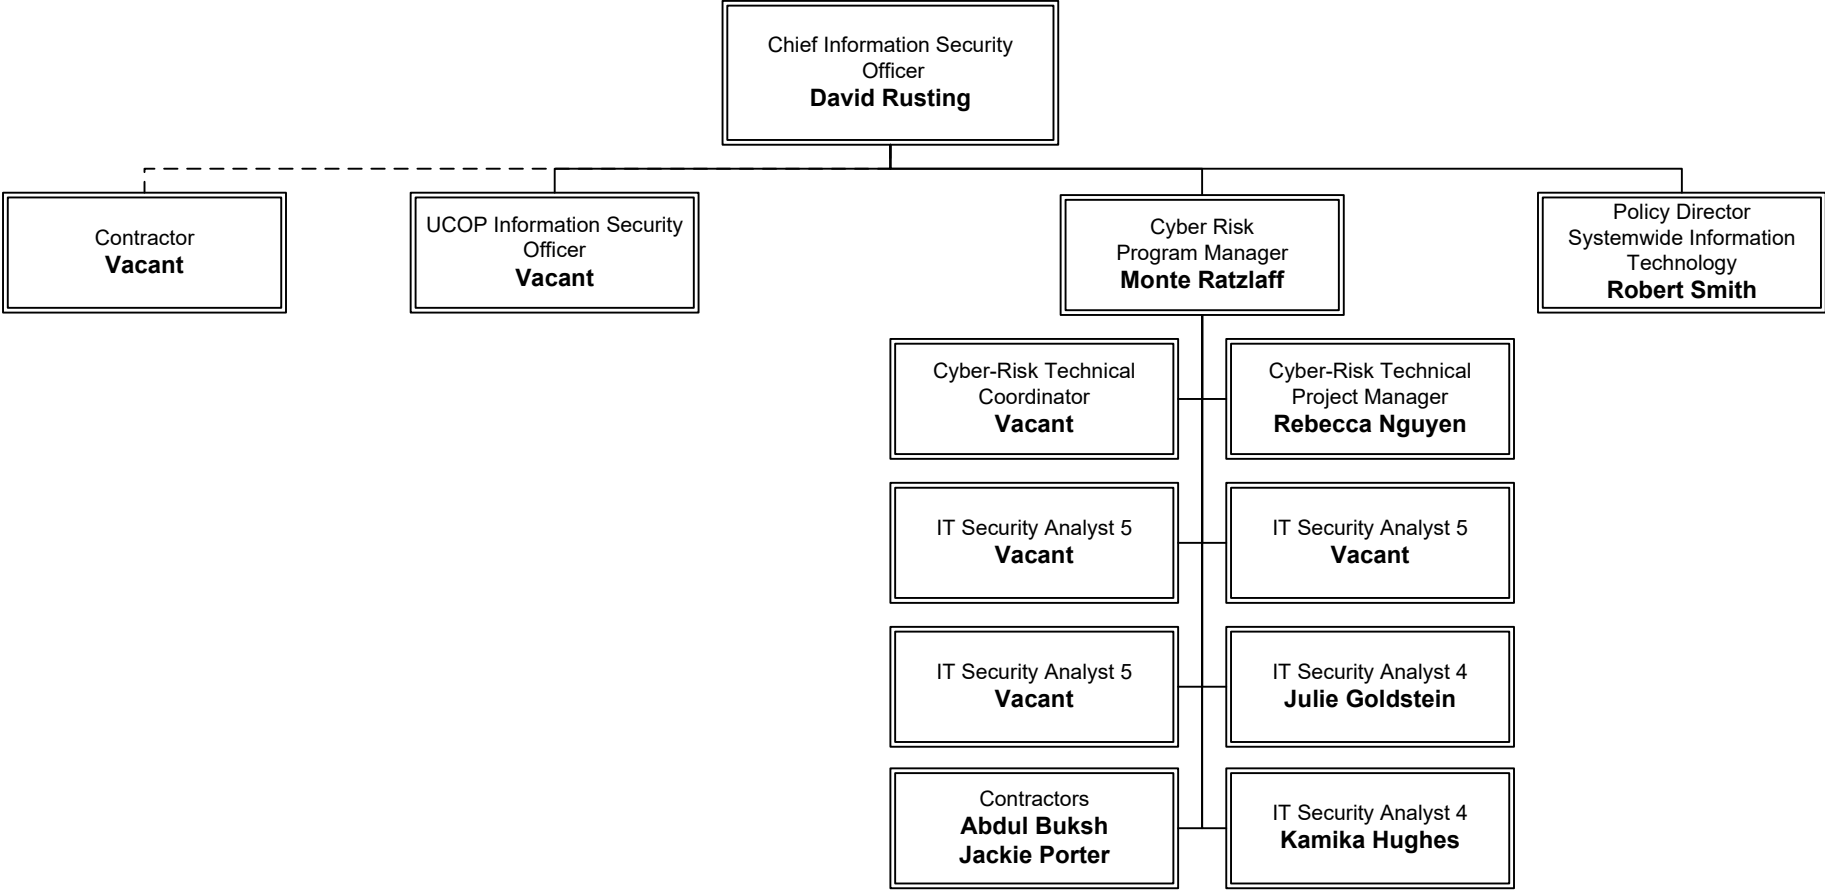 Chief Information Security
Officer
David Rusting
Contractor
Vacant
UCOP Information Security
Officer
Vacant
Cyber Risk
Program Manager
Monte Ratzlaff
Policy Director
Systemwide Information
Technology
Robert Smith
Cyber-Risk Technical
Coordinator
Vacant
Cyber-Risk Technical
Project Manager
Rebecca Nguyen
IT Security Analyst 5
Vacant
IT Security Analyst 5
Vacant
IT Security Analyst 5
Vacant
IT Security Analyst 4
Julie Goldstein
Contractors
Abdul Buksh
Jackie Porter
IT Security Analyst 4
Kamika Hughes